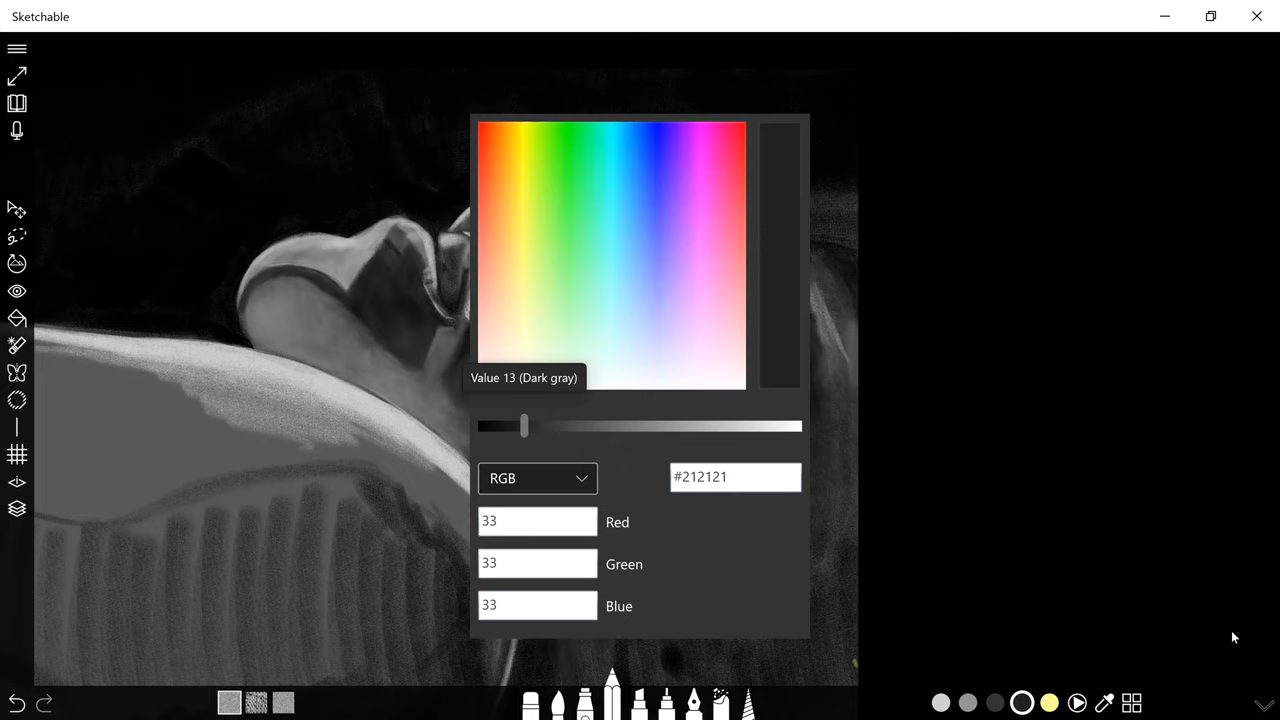 Sketchable
Value 13 (Dark gray)
RGB
#212121
33
Red
33
Green
33
Blue